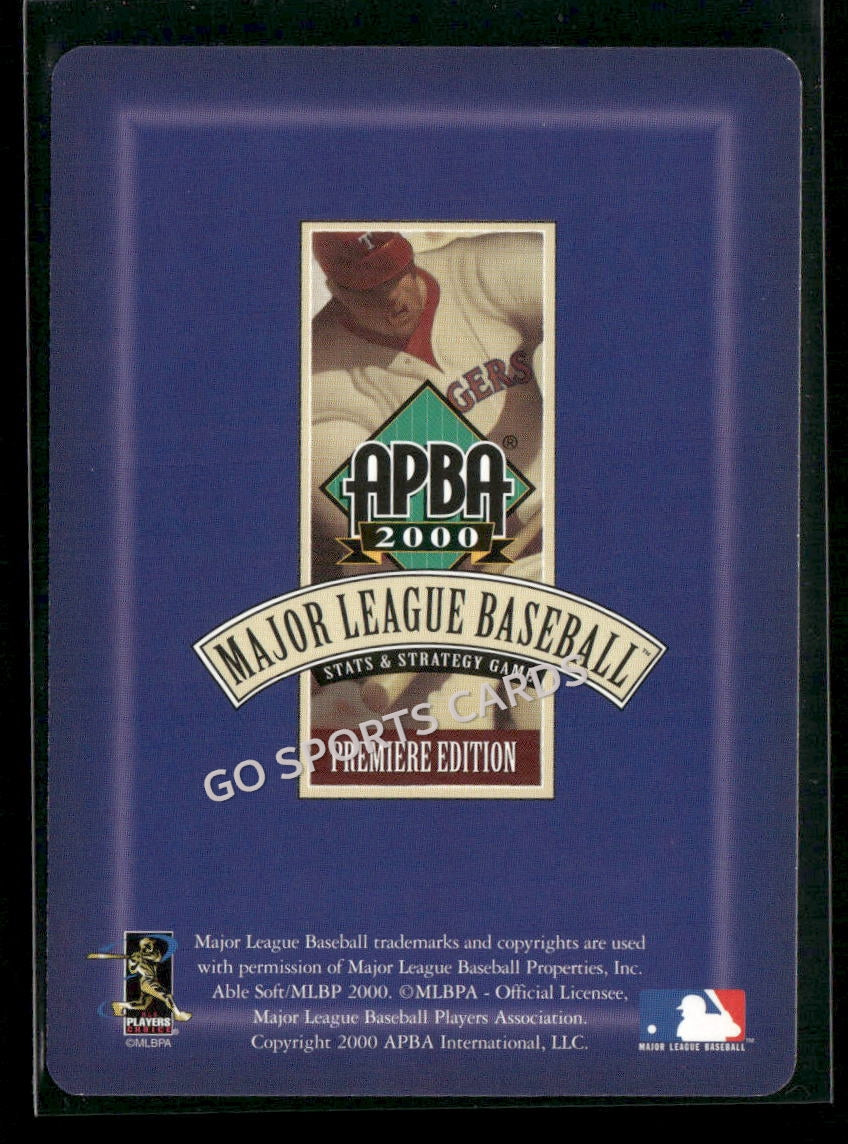 T
GERS
APBA®
2000
MAJOR LEAGUE BASEBALL™
STATS & STRATEGY GAME
GO SPORTS CARDS
PREMIERE EDITION
Major League Baseball trademarks and copyrights are used
with permission of Major League Baseball Properties, Inc.
Able Soft/MLBP 2000. ©MLBPA - Official Licensee,
Major League Baseball Players Association.
Copyright 2000 APBA International, LLC.
PLAYERS
CHOICE®
©MLBPA
MAJOR LEAGUE BASEBALL™